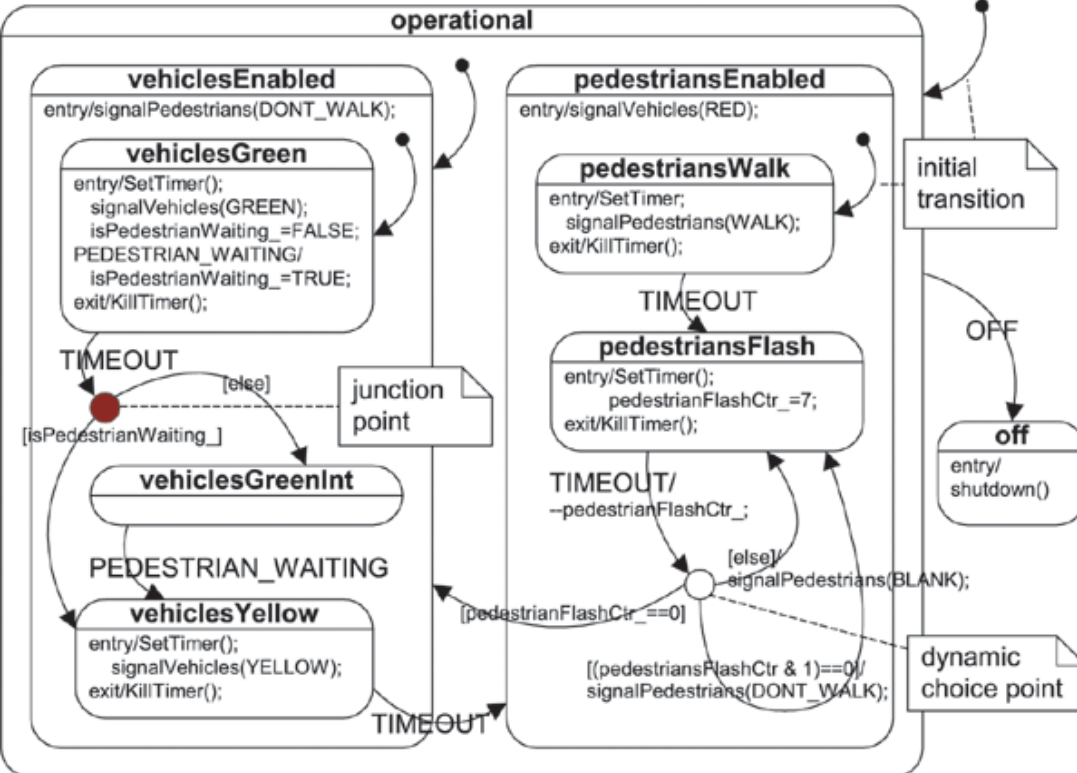 operational
vehiclesEnabled
entry/signalPedestrians(DONT_WALK);
vehiclesGreen
entry/SetTimer();
signalVehicles(GREEN);
isPedestrianWaiting_=FALSE;
PEDESTRIAN_WAITING/
isPedestrianWaiting_=TRUE;
exit/KillTimer();
TIMEOUT
[else]
[isPedestrianWaiting_]
junction
point
vehiclesGreenInt
PEDESTRIAN_WAITING
vehiclesYellow
entry/SetTimer();
signalVehicles(YELLOW);
exit/KillTimer();
TIMEOUT
pedestriansEnabled
entry/signalVehicles(RED);
pedestriansWalk
entry/SetTimer;
signalPedestrians(WALK);
exit/KillTimer();
TIMEOUT
pedestriansFlash
entry/SetTimer();
pedestrianFlashCtr_=7;
exit/KillTimer();
TIMEOUT/
--pedestrianFlashCtr_;
[else]/
signalPedestrians(BLANK);
[pedestrianFlashCtr_==0]
[(pedestriansFlashCtr & 1)==0]/
signalPedestrians(DONT_WALK);
initial
transition
OFF
off
entry/
shutdown()
dynamic
choice point